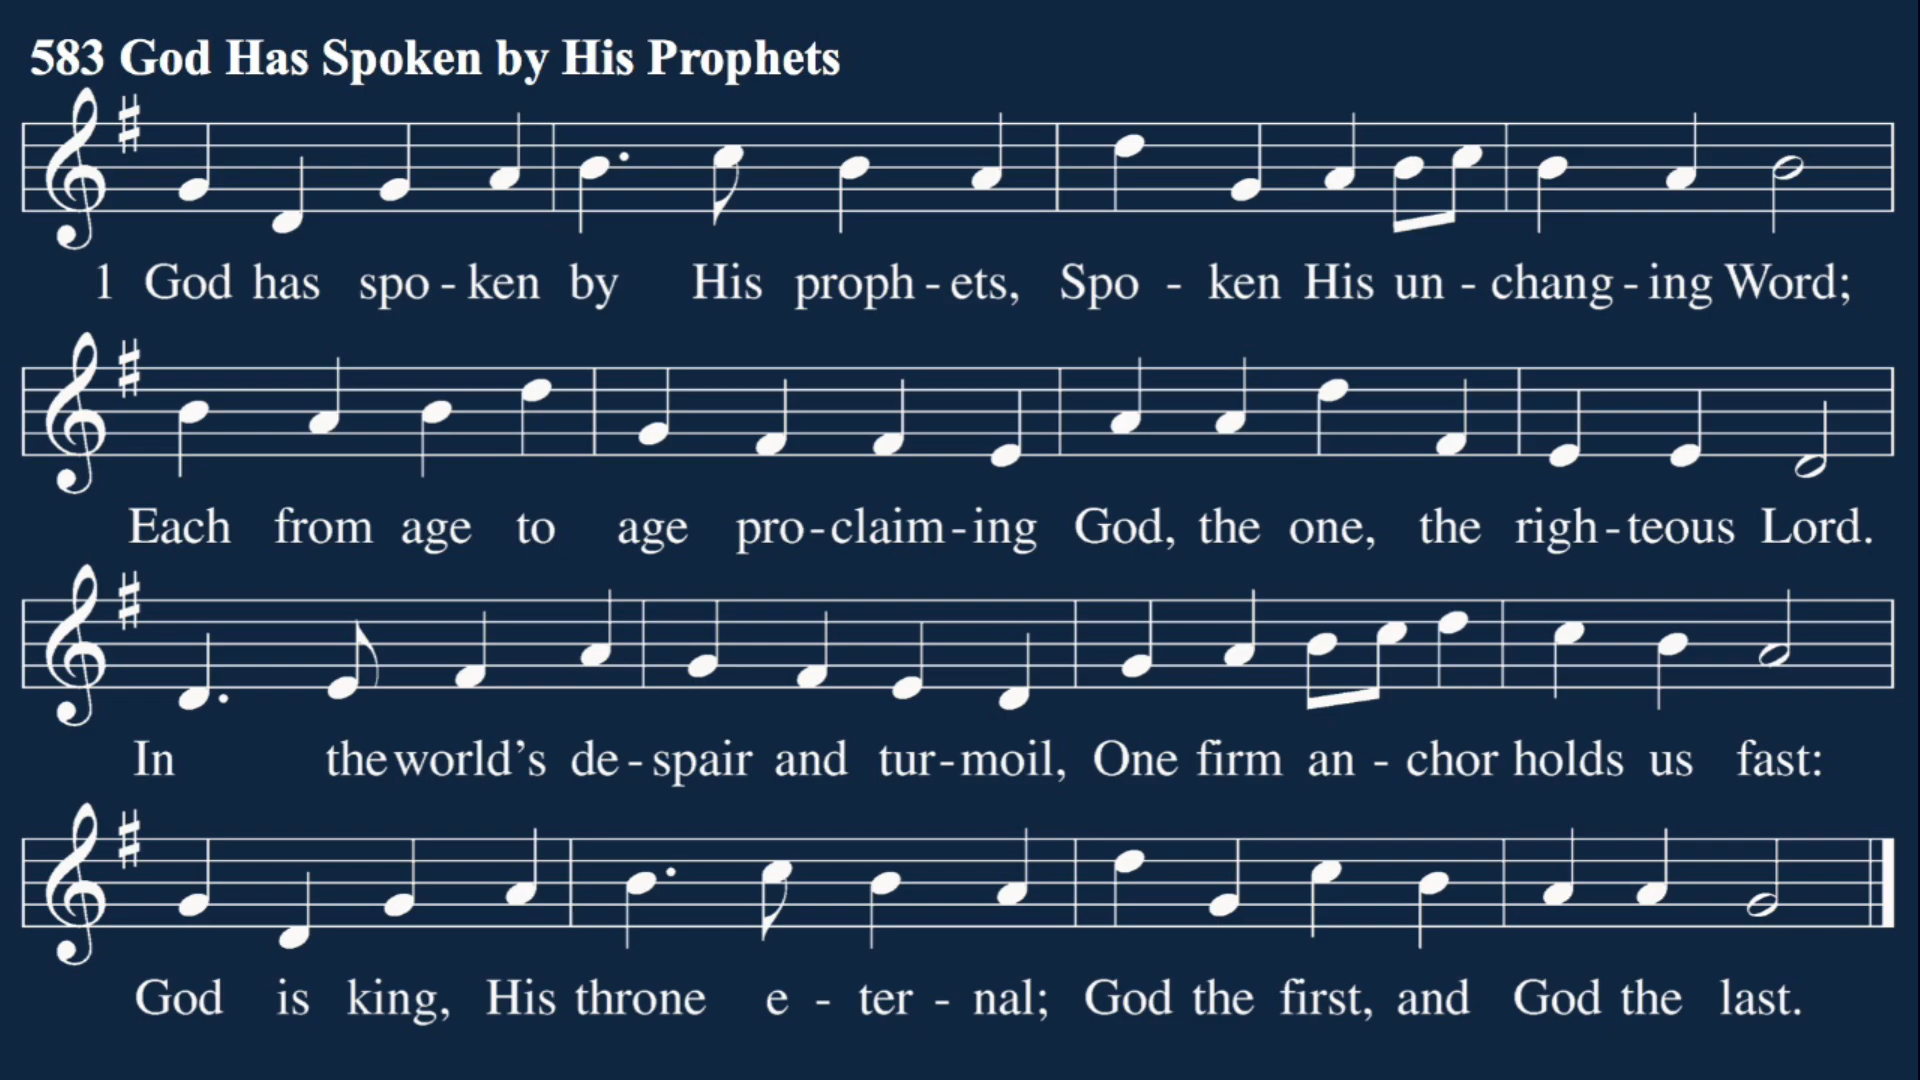 583 God Has Spoken by His Prophets
1 God has spo - ken by His proph - ets, Spo - ken His un - chang - ing Word;
Each from age to age pro - claim - ing God, the one, the righ - teous Lord.
In the world’s de - spair and tur - moil, One firm an - chor holds us fast:
God is king, His throne e - ter - nal; God the first, and God the last.